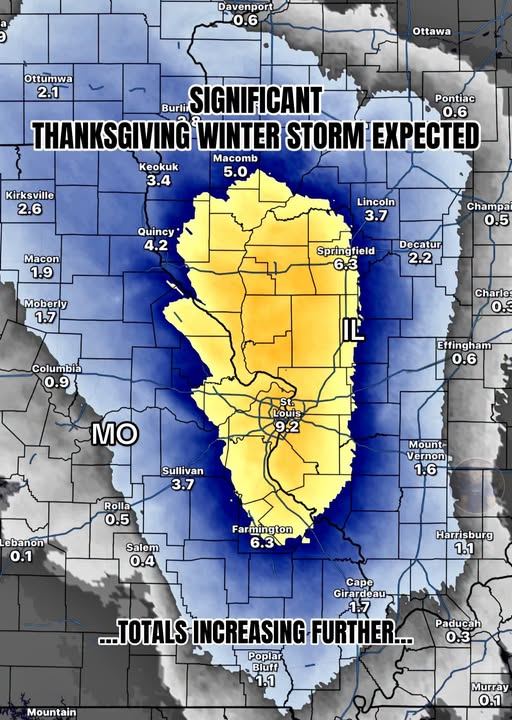 Davenport
0.6
Ottawa
Ottumwa
2.1
SIGNIFICANT
Pontiac
0.6
THANKSGIVING WINTER STORM EXPECTED
Macomb
5.0
Keokuk
3.4
Kirksville
2.6
Lincoln
3.7
Champai
0.5
Quincy
4.2
Springfield
6.3
Decatur
2.2
Macon
1.9
Charles
0.3
Moberly
1.7
IL
Effingham
0.6
Columbia
0.9
St.
Louis
9.2
MO
Mount
Vernon
1.6
Sullivan
3.7
Rolla
0.5
Farmington
6.3
Harrisburg
1.1
Lebanon
0.1
Salem
0.4
Cape
Girardeau
1.7
...TOTALS INCREASING FURTHER...
Paducah
0.3
Poplar
Bluff
1.1
Murray
0.1
Mountain